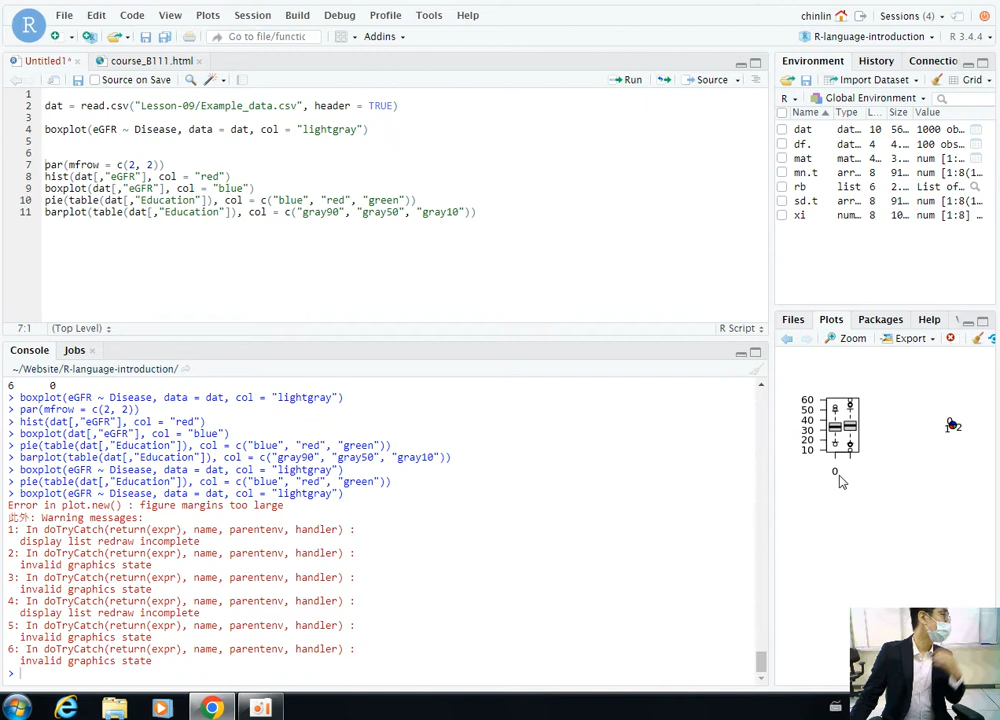 File Edit Code View Plots Session Build Debug Profile Tools Help
chinlin Sessions (4)
Go to file/functic Addins
R-language-introduction R 3.4.4
Untitled1* × course_B111.html ×
Source on Save Run Source
1
2 dat = read.csv("Lesson-09/Example_data.csv", header = TRUE)
3
4 boxplot(eGFR ~ Disease, data = dat, col = "lightgray")
5
6
7 par(mfrow = c(2, 2))
8 hist(dat[,"eGFR"], col = "red")
9 boxplot(dat[,"eGFR"], col = "blue")
10 pie(table(dat[,"Education"]), col = c("blue", "red", "green"))
11 barplot(table(dat[,"Education"]), col = c("gray90", "gray50", "gray10"))
7:1 (Top Level) R Script
Console Jobs ×
~/Website/R-language-introduction/
6 0
> boxplot(eGFR ~ Disease, data = dat, col = "lightgray")
> par(mfrow = c(2, 2))
> hist(dat[,"eGFR"], col = "red")
> boxplot(dat[,"eGFR"], col = "blue")
> pie(table(dat[,"Education"]), col = c("blue", "red", "green"))
> barplot(table(dat[,"Education"]), col = c("gray90", "gray50", "gray10"))
> boxplot(eGFR ~ Disease, data = dat, col = "lightgray")
> pie(table(dat[,"Education"]), col = c("blue", "red", "green"))
> boxplot(eGFR ~ Disease, data = dat, col = "lightgray")
Error in plot.new() : figure margins too large
此外: Warning messages:
1: In doTryCatch(return(expr), name, parentenv, handler) :
display list redraw incomplete
2: In doTryCatch(return(expr), name, parentenv, handler) :
invalid graphics state
3: In doTryCatch(return(expr), name, parentenv, handler) :
invalid graphics state
4: In doTryCatch(return(expr), name, parentenv, handler) :
display list redraw incomplete
5: In doTryCatch(return(expr), name, parentenv, handler) :
invalid graphics state
6: In doTryCatch(return(expr), name, parentenv, handler) :
invalid graphics state
>
Environment History Connectio
Import Dataset Grid
R Global Environment
Name Type L... Size Value
dat dat... 10 56... 1000 ob...
df. dat... 4 4... 100 obs...
mat mat... 4... 3... num [1:...
mn.t arr... 8 91... num [1:8(1...
rb list 6 2... List of...
sd.t arr... 8 91... num [1:8(1...
xi num... 8 10... num [1:8] ...
Files Plots Packages Help
Zoom Export
60
50
40
30
20
10
0